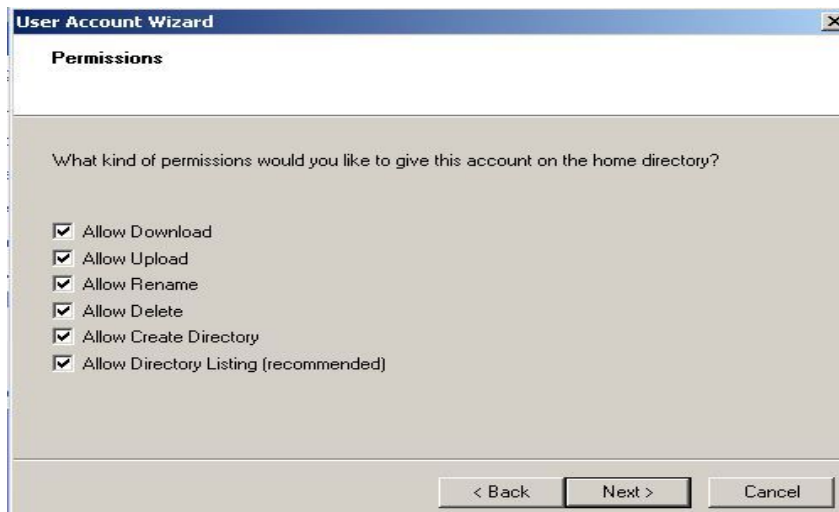 User Account Wizard
Permissions
What kind of permissions would you like to give this account on the home directory?
Allow Download
Allow Upload
Allow Rename
Allow Delete
Allow Create Directory
Allow Directory Listing (recommended)
< Back Next > Cancel